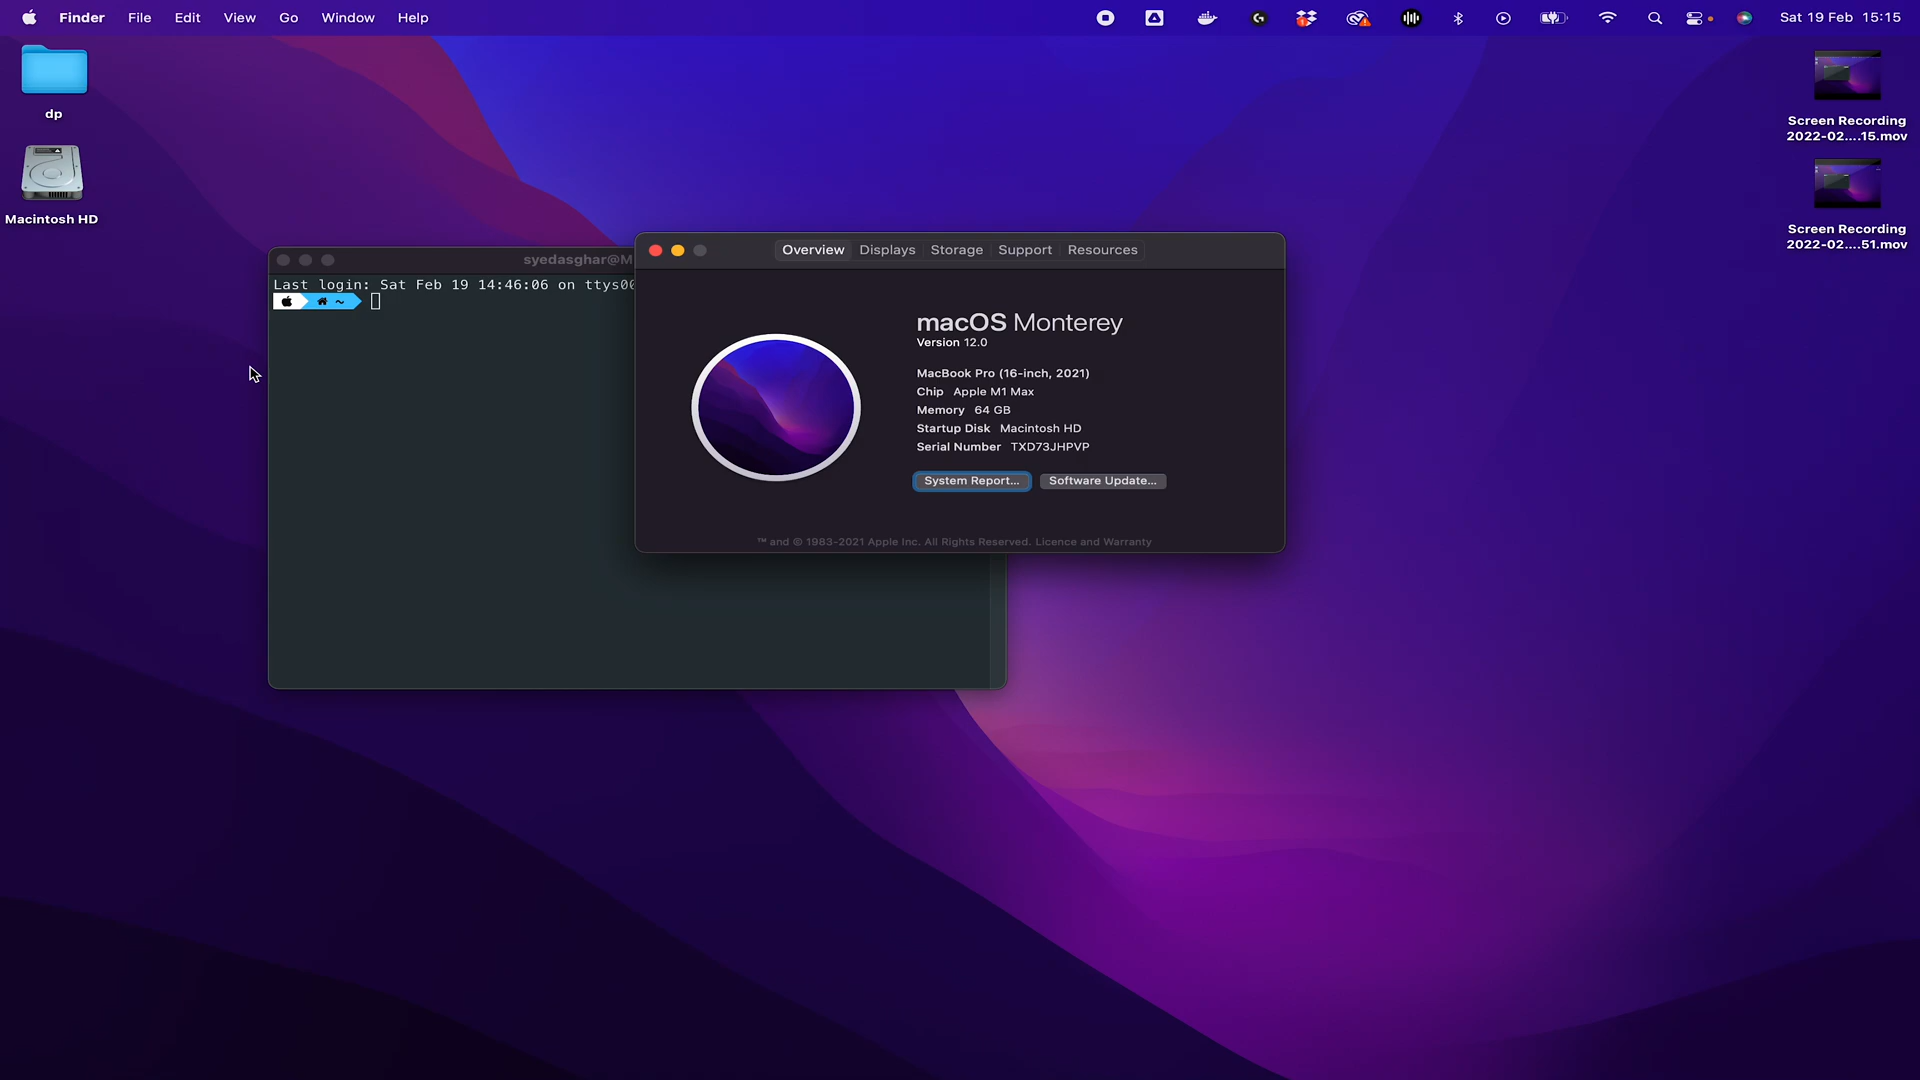 Finder File Edit View Go Window Help Sat 19 Feb 15:15
dp
Macintosh HD
Screen Recording
2022-02....15.mov
Screen Recording
2022-02....51.mov
syedasghar@M
Last login: Sat Feb 19 14:46:06 on ttys00
~
Overview Displays Storage Support Resources
macOS Monterey
Version 12.0
MacBook Pro (16-inch, 2021)
Chip Apple M1 Max
Memory 64 GB
Startup Disk Macintosh HD
Serial Number TXD73JHPVP
System Report... Software Update...
™ and © 1983-2021 Apple Inc. All Rights Reserved. Licence and Warranty